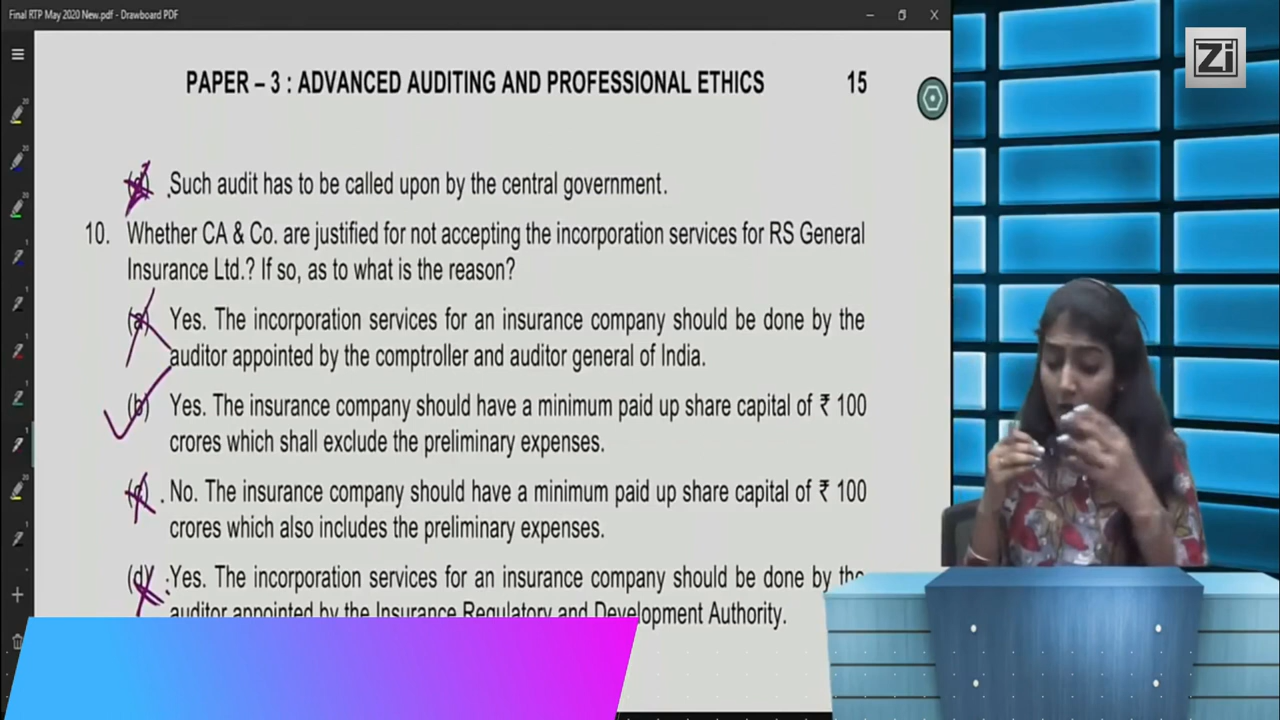 Final RTP May 2020 New.pdf - Drawboard PDF
Zi
PAPER – 3 : ADVANCED AUDITING AND PROFESSIONAL ETHICS 15
Such audit has to be called upon by the central government.
10. Whether CA & Co. are justified for not accepting the incorporation services for RS General
Insurance Ltd.? If so, as to what is the reason?
(a) Yes. The incorporation services for an insurance company should be done by the
auditor appointed by the comptroller and auditor general of India.
(b) Yes. The insurance company should have a minimum paid up share capital of ₹ 100
crores which shall exclude the preliminary expenses.
(c) No. The insurance company should have a minimum paid up share capital of ₹ 100
crores which also includes the preliminary expenses.
(d) Yes. The incorporation services for an insurance company should be done by the
auditor appointed by the Insurance Regulatory and Development Authority.